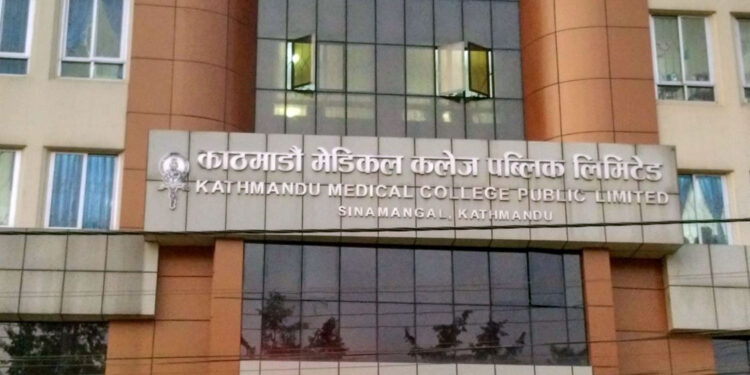 काठमाडौं मेडिकल कलेज पब्लिक लिमिटेड
KATHMANDU MEDICAL COLLEGE PUBLIC LIMITED
SINAMANGAL, KATHMANDU